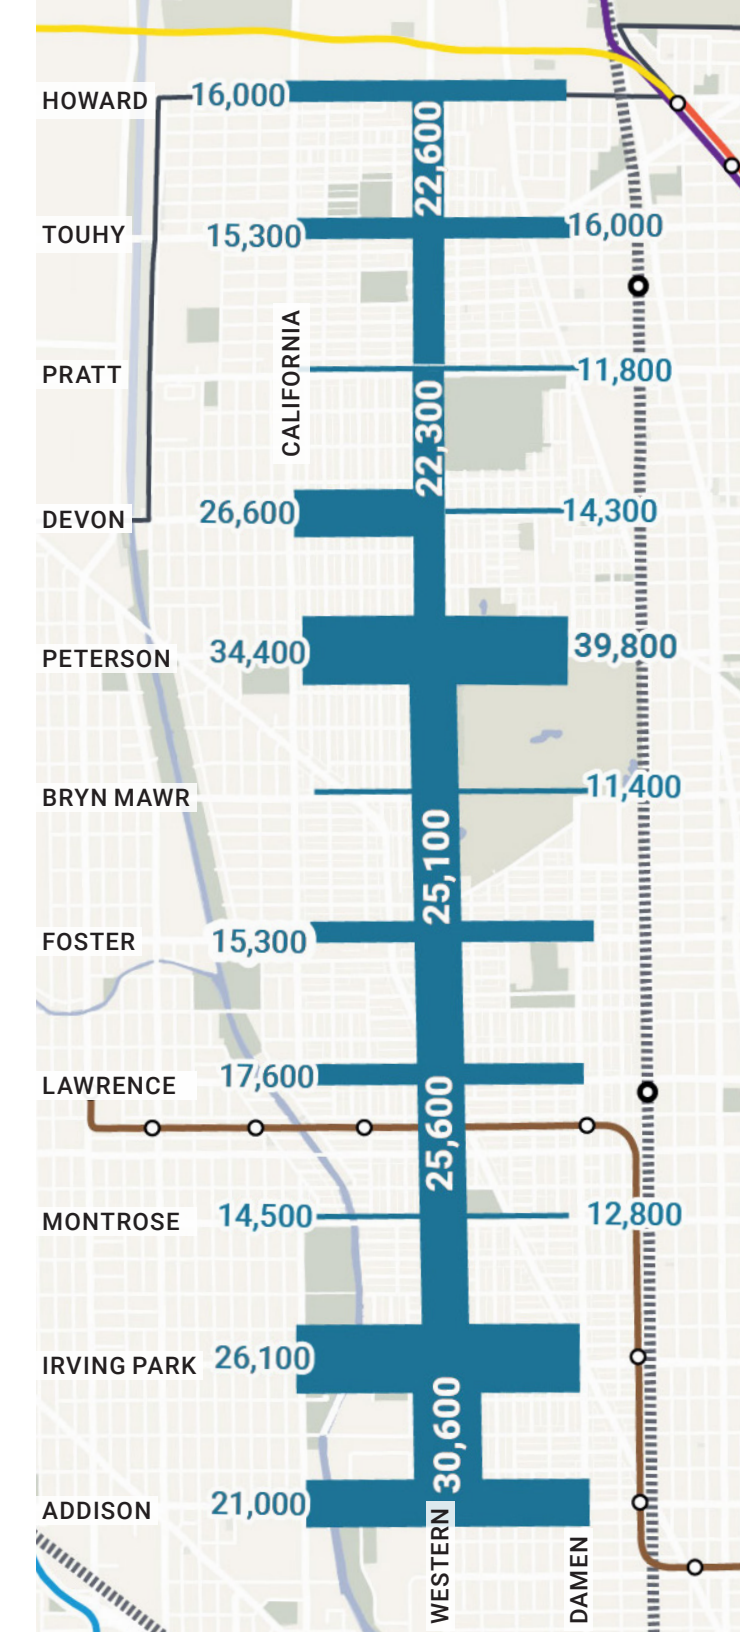 HOWARD
16,000
22,600
TOUHY
15,300
16,000
CALIFORNIA
PRATT
11,800
22,300
DEVON
26,600
14,300
PETERSON
34,400
39,800
BRYN MAWR
11,400
25,100
FOSTER
15,300
LAWRENCE
17,600
25,600
MONTROSE
14,500
12,800
IRVING PARK
26,100
30,600
ADDISON
21,000
WESTERN
DAMEN